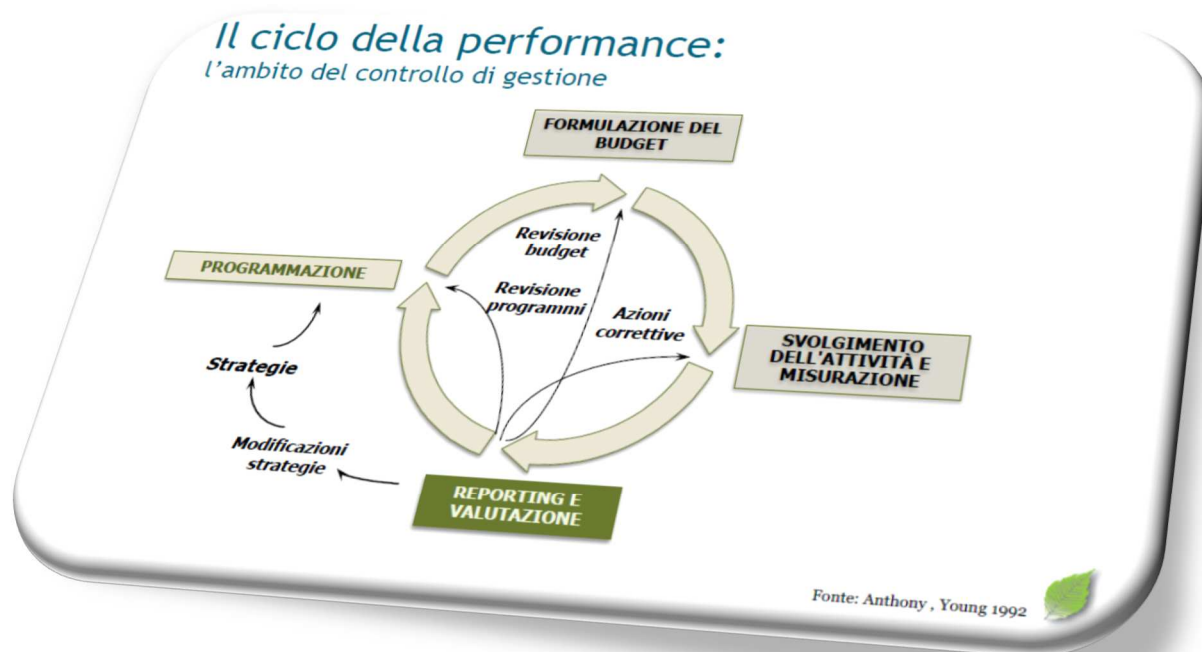 Il ciclo della performance:
l'ambito del controllo di gestione
FORMULAZIONE DEL
BUDGET
Revisione
budget
PROGRAMMAZIONE
Revisione
programmi
Azioni
correttive
SVOLGIMENTO
DELL'ATTIVITÀ E
MISURAZIONE
Strategie
Modificazioni
strategie
REPORTING E
VALUTAZIONE
Fonte: Anthony , Young 1992